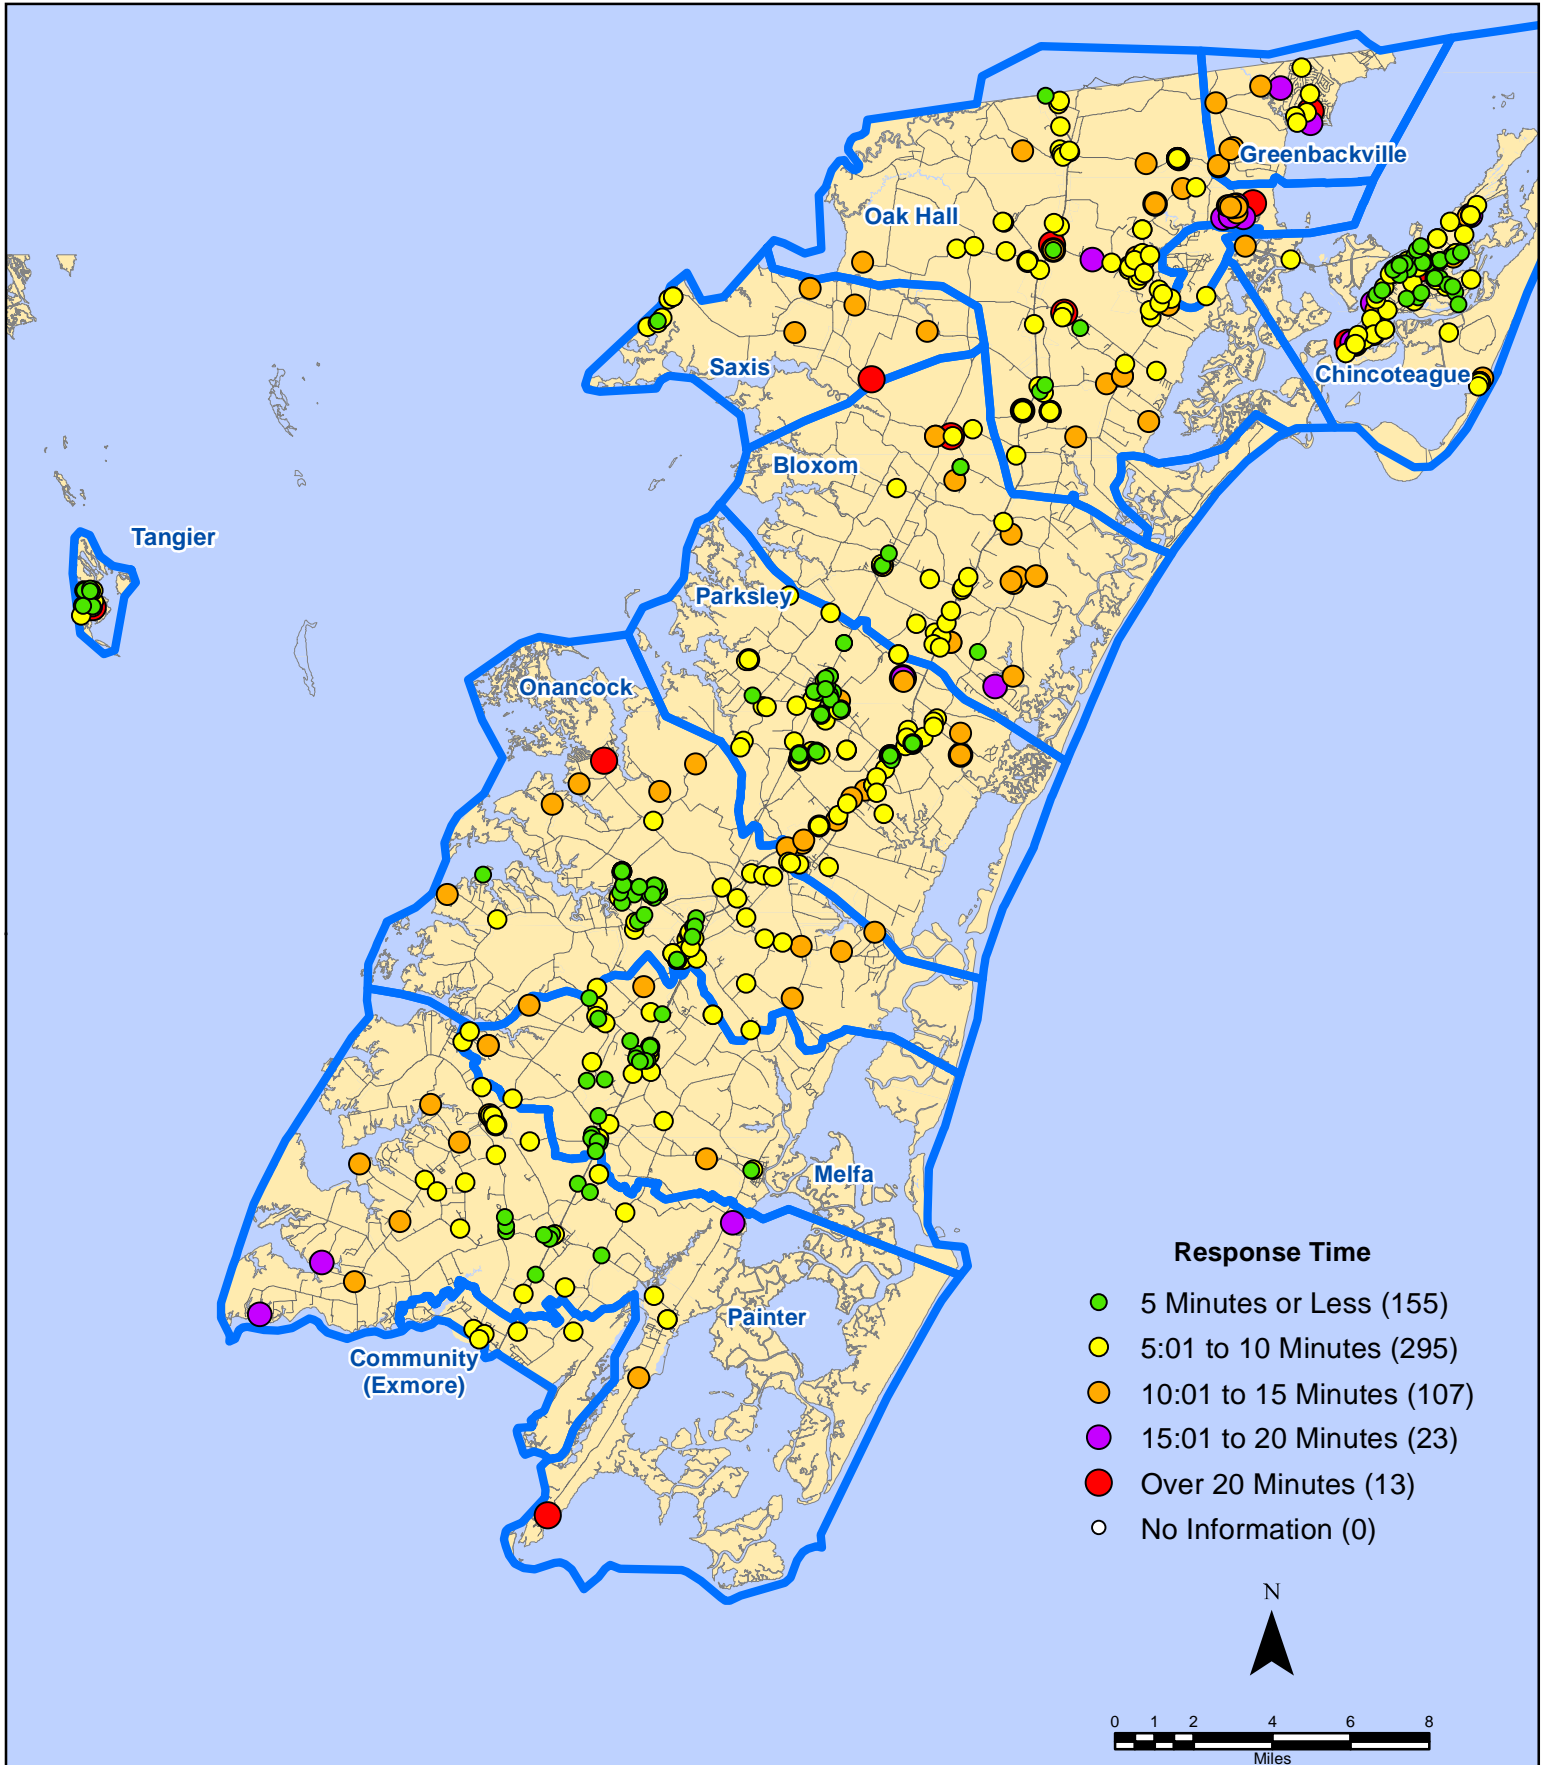 Greenbackville
Oak Hall
Saxis
Chincoteague
Bloxom
Tangier
Parksley
Onancock
Melfa
Painter
Community
(Exmore)
Response Time
5 Minutes or Less (155)
5:01 to 10 Minutes (295)
10:01 to 15 Minutes (107)
15:01 to 20 Minutes (23)
Over 20 Minutes (13)
No Information (0)
N
0 1 2 4 6 8
Miles